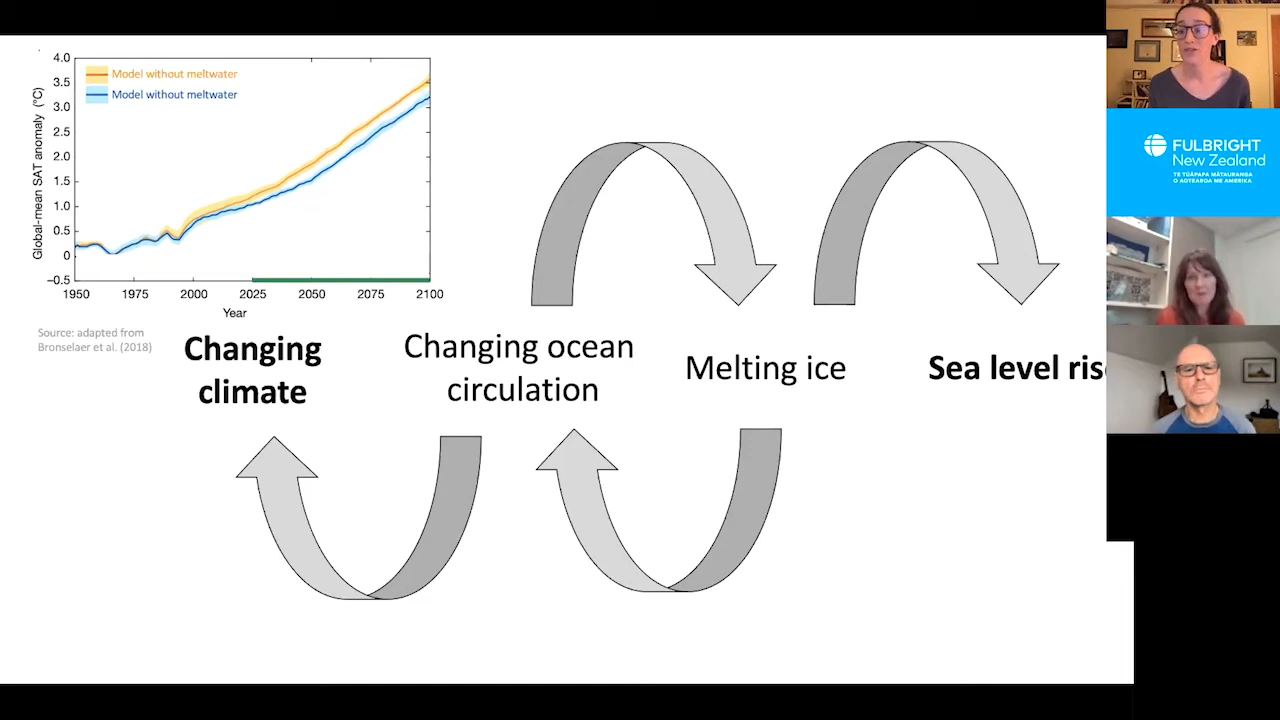 4.0
3.5
3.0
2.5
2.0
1.5
1.0
0.5
0
−0.5
Global-mean SAT anomaly (°C)
Model without meltwater
Model without meltwater
1950 1975 2000 2025 2050 2075 2100
Year
Source: adapted from
Bronselaer et al. (2018)
Changing
climate
Changing ocean
circulation
Melting ice
Sea level ris
FULBRIGHT
New Zealand
TE TŪĀPAPA MĀTAURANGA
O AOTEAROA ME AMERIKA